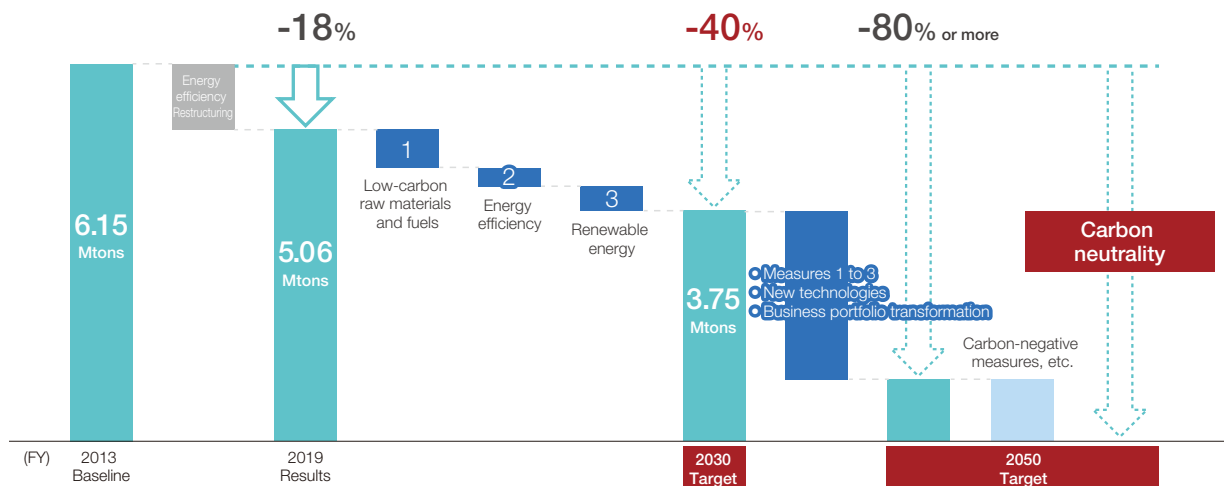 -18%
-40%
-80% or more
Energy
efficiency
Restructuring
1
Low-carbon
raw materials
and fuels
2
Energy
efficiency
3
Renewable
energy
6.15
Mtons
5.06
Mtons
3.75
Mtons
Measures 1 to 3
New technologies
Business portfolio transformation
Carbon
neutrality
Carbon-negative
measures, etc.
(FY)
2013
Baseline
2019
Results
2030
Target
2050
Target